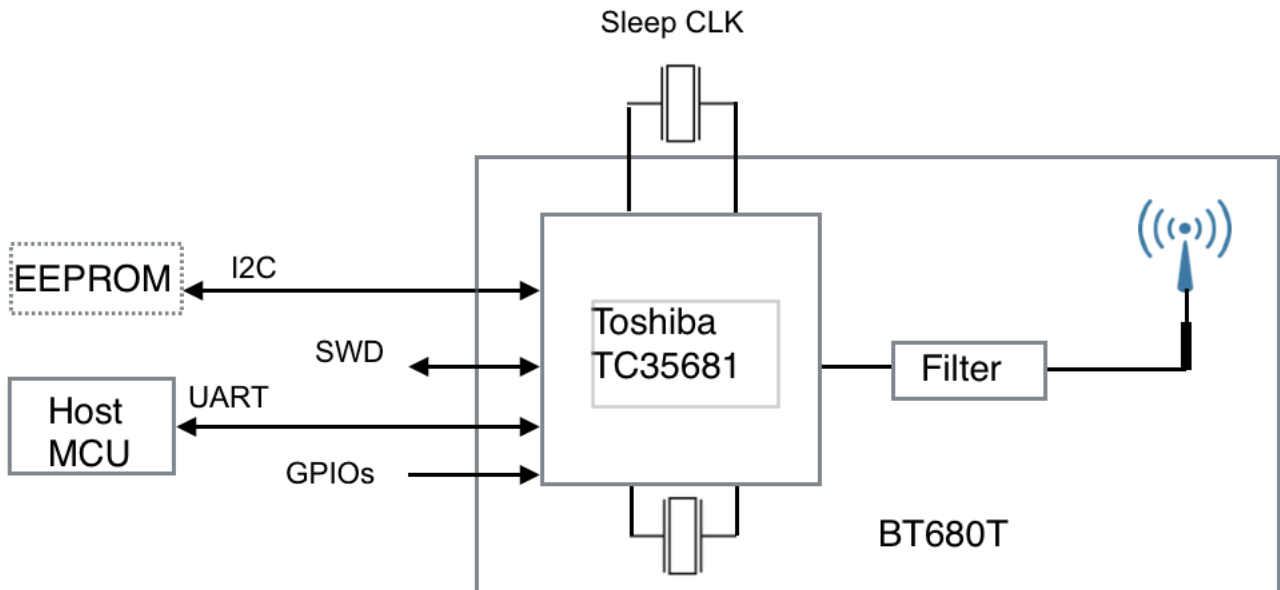 Sleep CLK
EEPROM
I2C
Toshiba
TC35681
SWD
Filter
UART
Host
MCU
GPIOs
BT680T